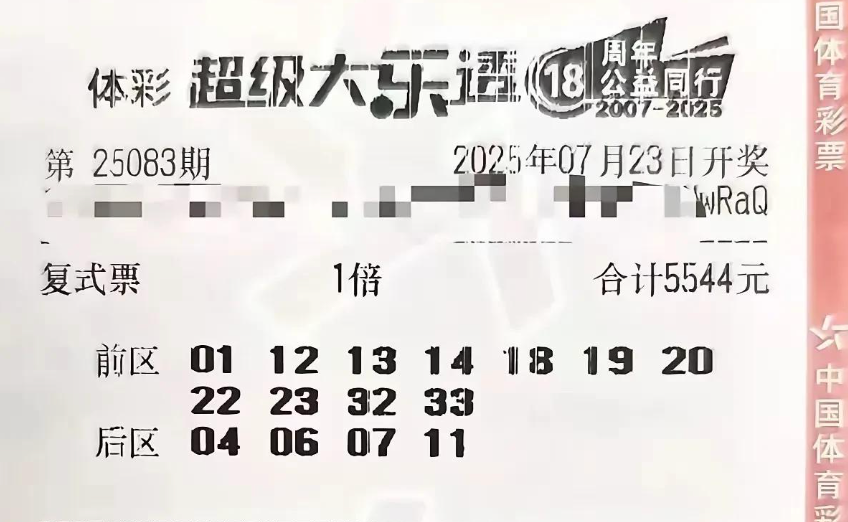 体彩 超级大乐透 18 周年
公益同行
2007-2025
第 25083期 2025年07月23日开奖
wRaQ
复式票 1倍 合计5544元
前区 01 12 13 14 18 19 20
22 23 32 33
后区 04 06 07 11
国体育彩票
中国体育彩